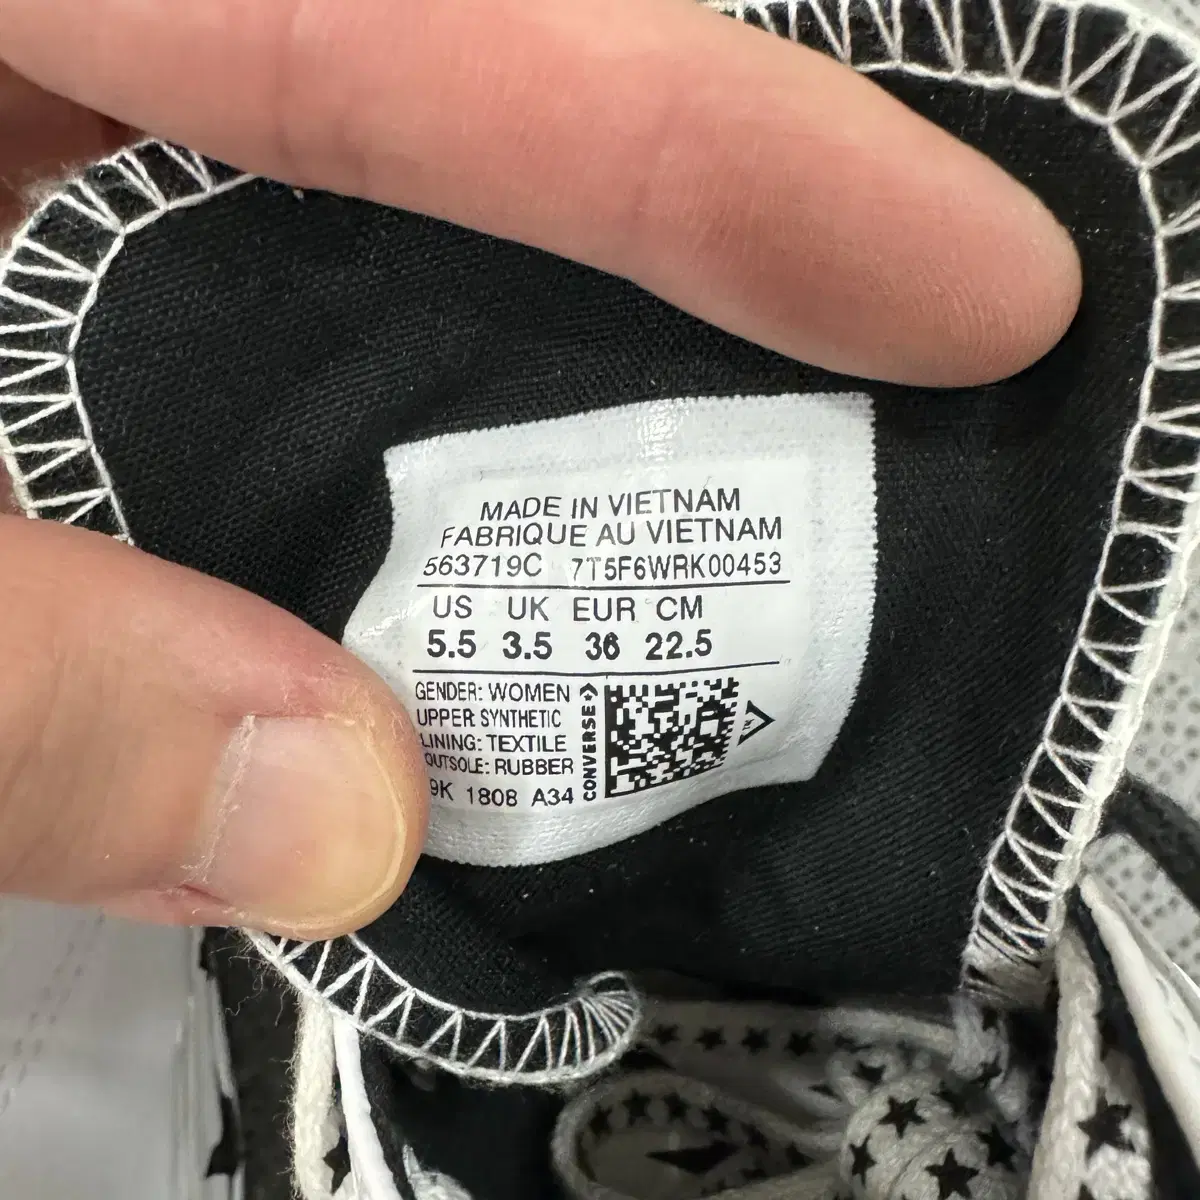 MADE IN VIETNAM
FABRIQUE AU VIETNAM
563719C 7T5F6WRK00453
US UK EUR CM
5.5 3.5 36 22.5
GENDER: WOMEN
UPPER: SYNTHETIC
LINING: TEXTILE
OUTSOLE: RUBBER
9K 1808 A34
CONVERSE
TM